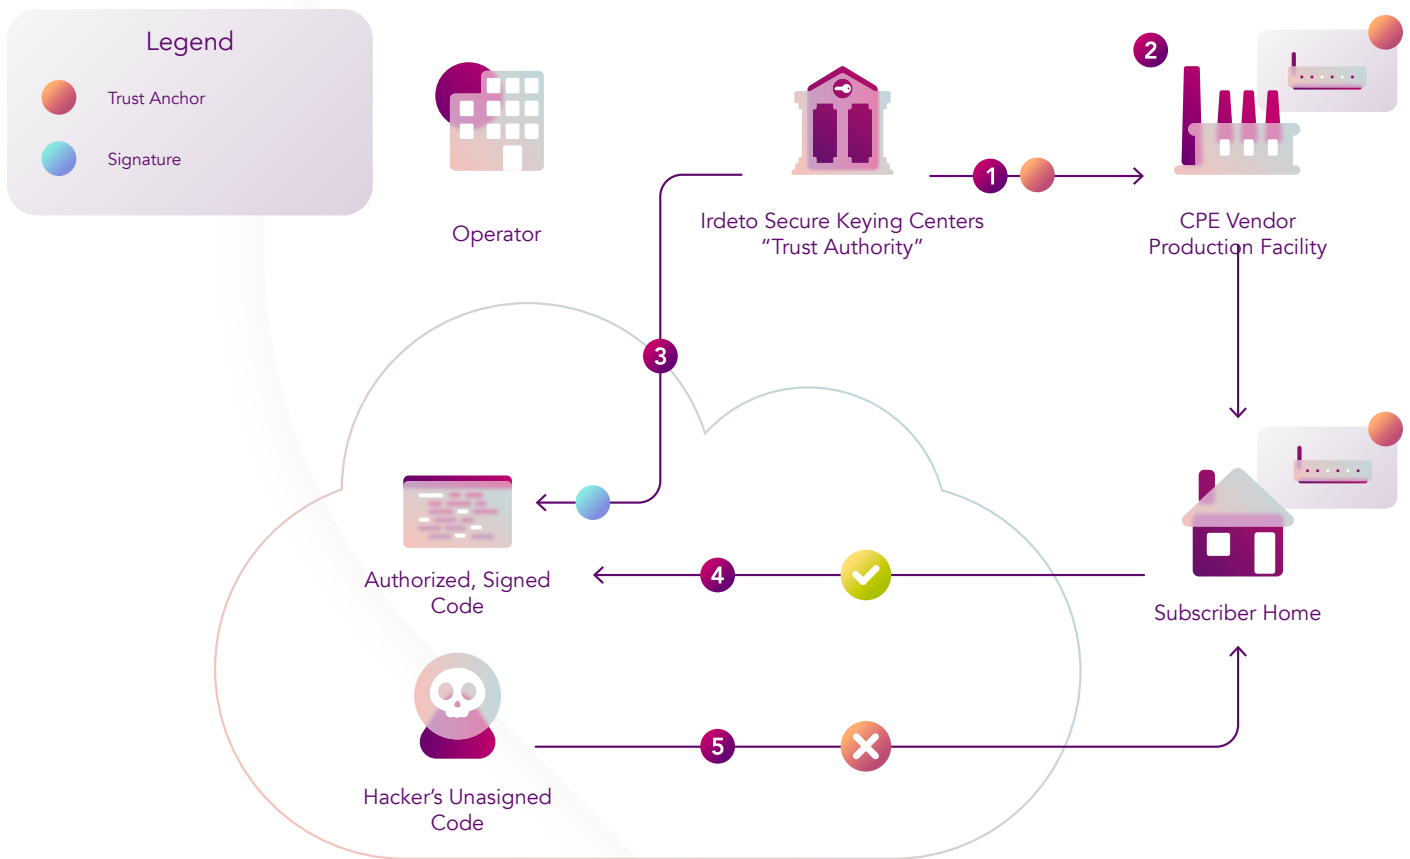 Legend
Trust Anchor
Signature
Operator
Irdeto Secure Keying Centers
“Trust Authority”
1
2
CPE Vendor
Production Facility
3
Authorized, Signed
Code
4
Subscriber Home
Hacker’s Unasigned
Code
5